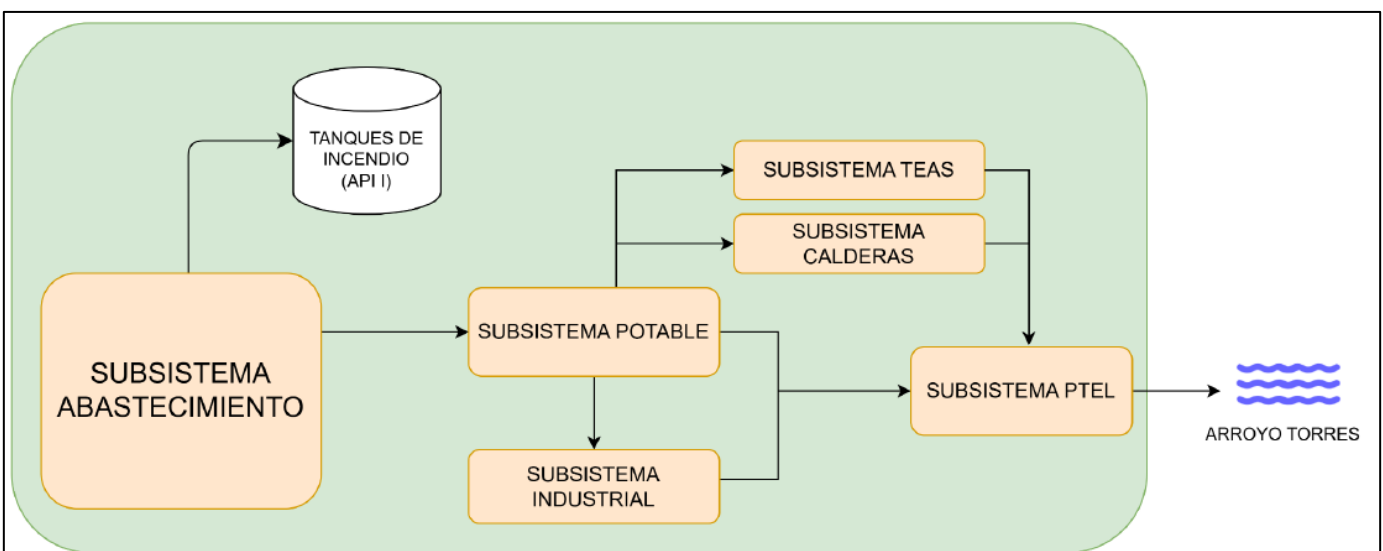 TANQUES DE
INCENDIO
(API I)
SUBSISTEMA TEAS
SUBSISTEMA
CALDERAS
SUBSISTEMA
ABASTECIMIENTO
SUBSISTEMA POTABLE
SUBSISTEMA PTEL
ARROYO TORRES
SUBSISTEMA
INDUSTRIAL